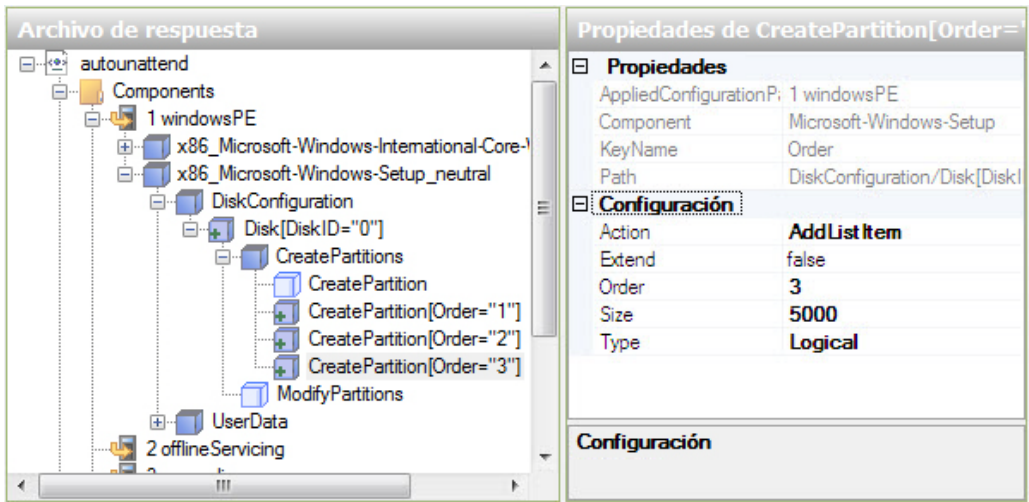 Archivo de respuesta
autounattend
Components
1 windowsPE
x86_Microsoft-Windows-International-Core-
x86_Microsoft-Windows-Setup_neutral
DiskConfiguration
Disk[DiskID="0"]
CreatePartitions
CreatePartition
CreatePartition[Order="1"]
CreatePartition[Order="2"]
CreatePartition[Order="3"]
ModifyPartitions
UserData
2 offlineServicing
Propiedades de CreatePartition[Order="
Propiedades
AppliedConfigurationP 1 windowsPE
Component Microsoft-Windows-Setup
KeyName Order
Path DiskConfiguration/Disk[DiskI
Configuración
Action AddListItem
Extend false
Order 3
Size 5000
Type Logical
Configuración